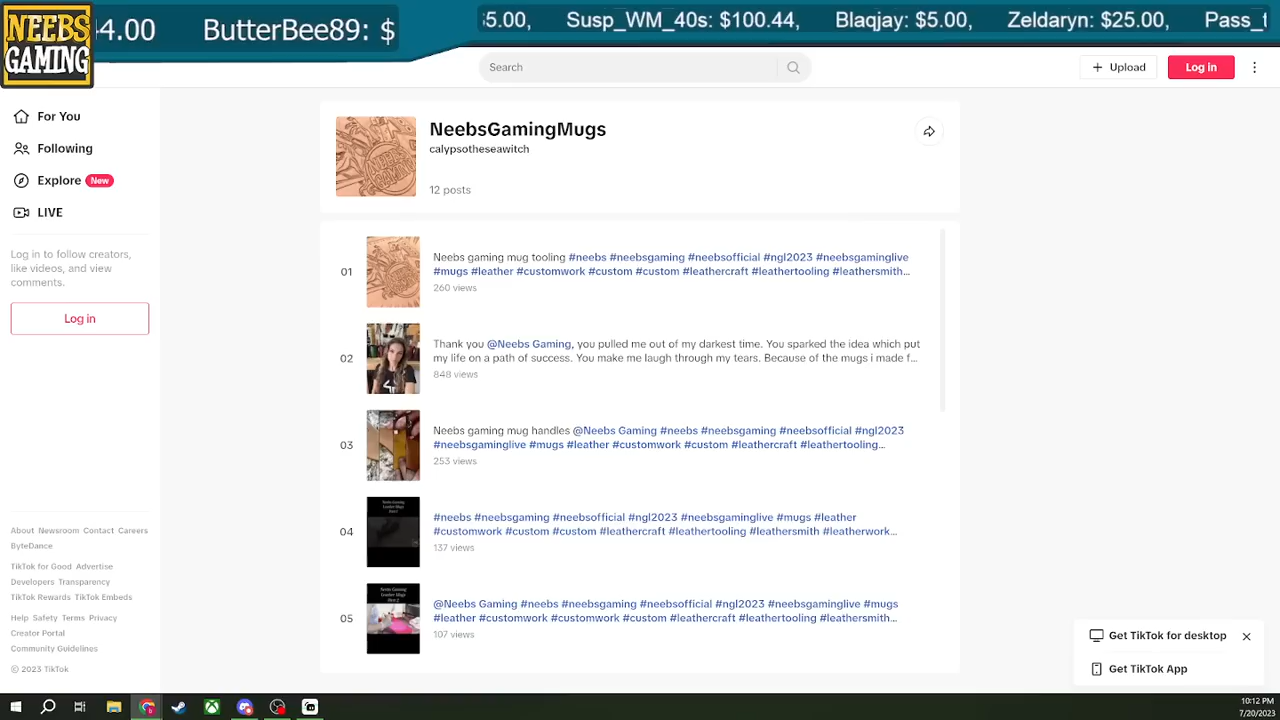 NEEBS
GAMING
4.00 ButterBee89: $
5.00, Susp_WM_40s: $100.44, Blaqjay: $5.00, Zeldaryn: $25.00, Pass_t
Search
Upload
Log in
For You
Following
Explore New
LIVE
Log in to follow creators,
like videos, and view
comments.
Log in
About Newsroom Contact Careers
ByteDance
TikTok for Good Advertise
Developers Transparency
TikTok Rewards TikTok Embeds
Help Safety Terms Privacy
Creator Portal
Community Guidelines
© 2023 TikTok
NeebsGamingMugs
calypsotheseawitch
12 posts
01
Neebs gaming mug tooling #neebs #neebsgaming #neebsofficial #ngl2023 #neebsgaminglive
#mugs #leather #customwork #custom #custom #leathercraft #leathertooling #leathersmith...
260 views
02
Thank you @Neebs Gaming, you pulled me out of my darkest time. You sparked the idea which put
my life on a path of success. You make me laugh through my tears. Because of the mugs i made f...
848 views
03
Neebs gaming mug handles @Neebs Gaming #neebs #neebsgaming #neebsofficial #ngl2023
#neebsgaminglive #mugs #leather #customwork #custom #leathercraft #leathertooling...
253 views
04
#neebs #neebsgaming #neebsofficial #ngl2023 #neebsgaminglive #mugs #leather
#customwork #custom #custom #leathercraft #leathertooling #leathersmith #leatherwork...
137 views
05
@Neebs Gaming #neebs #neebsgaming #neebsofficial #ngl2023 #neebsgaminglive #mugs
#leather #customwork #customwork #custom #leathercraft #leathertooling #leathersmith...
107 views
Get TikTok for desktop
Get TikTok App
10:12 PM
7/20/2023